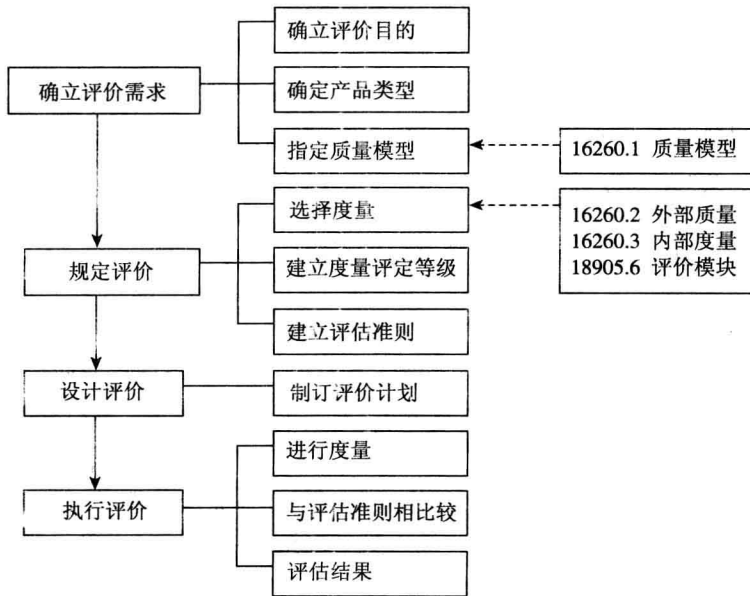 确立评价目的
确立评价需求
确定产品类型
指定质量模型
16260.1 质量模型
选择度量
16260.2 外部质量
16260.3 内部度量
18905.6 评价模块
规定评价
建立度量评定等级
建立评估准则
设计评价
制订评价计划
进行度量
执行评价
与评估准则相比较
评估结果